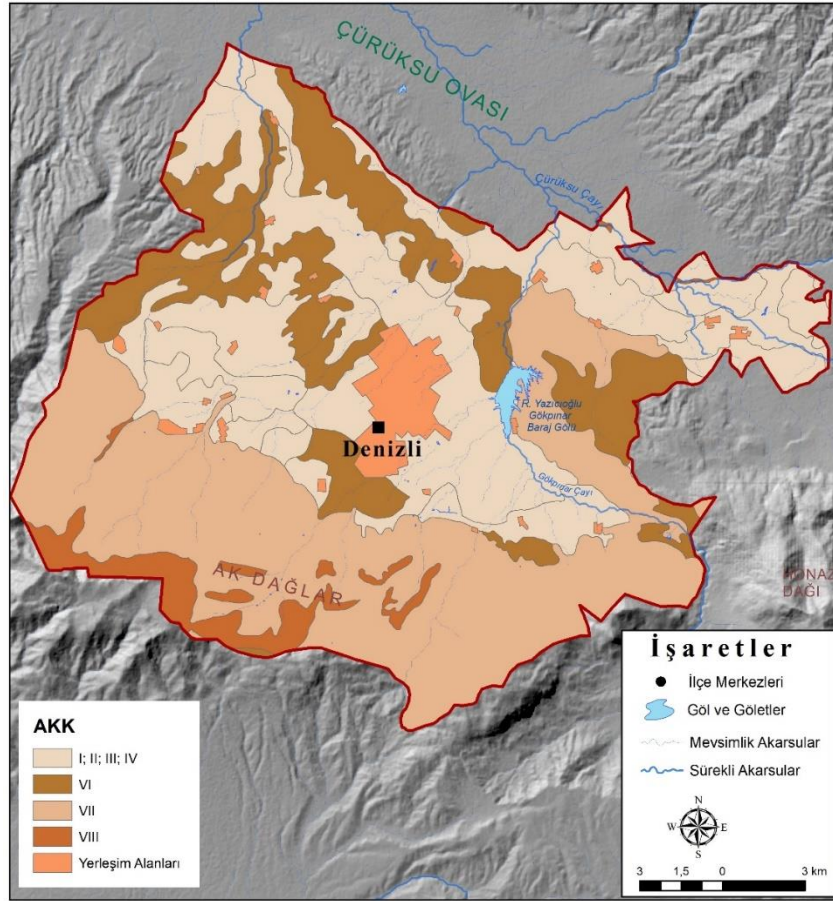 ÇÜRÜKSU OVASI
Çürüksu Çayı
R. Yazıcıoğlu
Gökpınar
Baraj Gölü
Denizli
Gökpınar Çayı
AK DAĞLAR
HONAZ
DAĞI
AKK
I; II; III; IV
VI
VII
VIII
Yerleşim Alanları
İşaretler
İlçe Merkezleri
Göl ve Göletler
Mevsimlik Akarsular
Sürekli Akarsular
N
W E
S
3 1,5 0 3 km